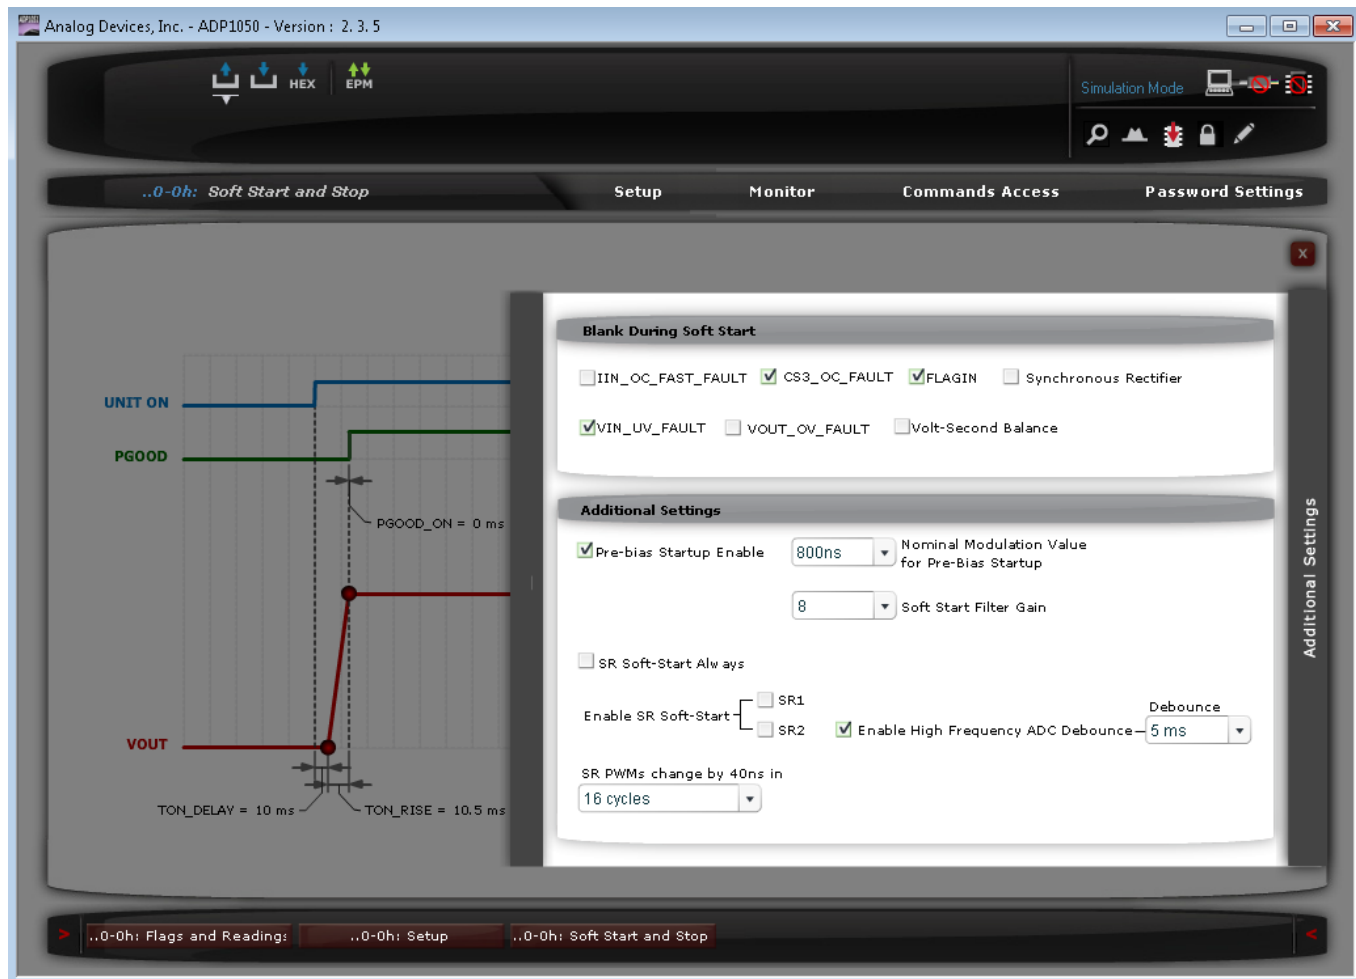 Analog Devices, Inc. - ADP1050 - Version : 2. 3. 5
HEX
EPM
Simulation Mode
..0-0h: Soft Start and Stop
Setup
Monitor
Commands Access
Password Settings
x
UNIT ON
PGOOD
PGOOD_ON = 0 ms
VOUT
TON_DELAY = 10 ms
TON_RISE = 10.5 ms
Blank During Soft Start
IIN_OC_FAST_FAULT
CS3_OC_FAULT
FLAGIN
Synchronous Rectifier
VIN_UV_FAULT
VOUT_OV_FAULT
Volt-Second Balance
Additional Settings
Pre-bias Startup Enable
800ns
Nominal Modulation Value
for Pre-Bias Startup
8
Soft Start Filter Gain
SR Soft-Start Always
Enable SR Soft-Start
SR1
SR2
Enable High Frequency ADC Debounce
Debounce
5 ms
SR PWMs change by 40ns in
16 cycles
Additional Settings
>
..0-0h: Flags and Readings
..0-0h: Setup
..0-0h: Soft Start and Stop
<